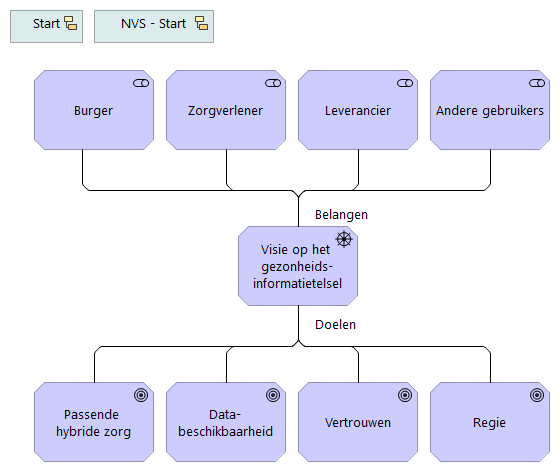 Start
NVS - Start
Burger
Zorgverlener
Leverancier
Andere gebruikers
Belangen
Visie op het
gezonheids-
informatietelsel
Doelen
Passende
hybride zorg
Data-
beschikbaarheid
Vertrouwen
Regie